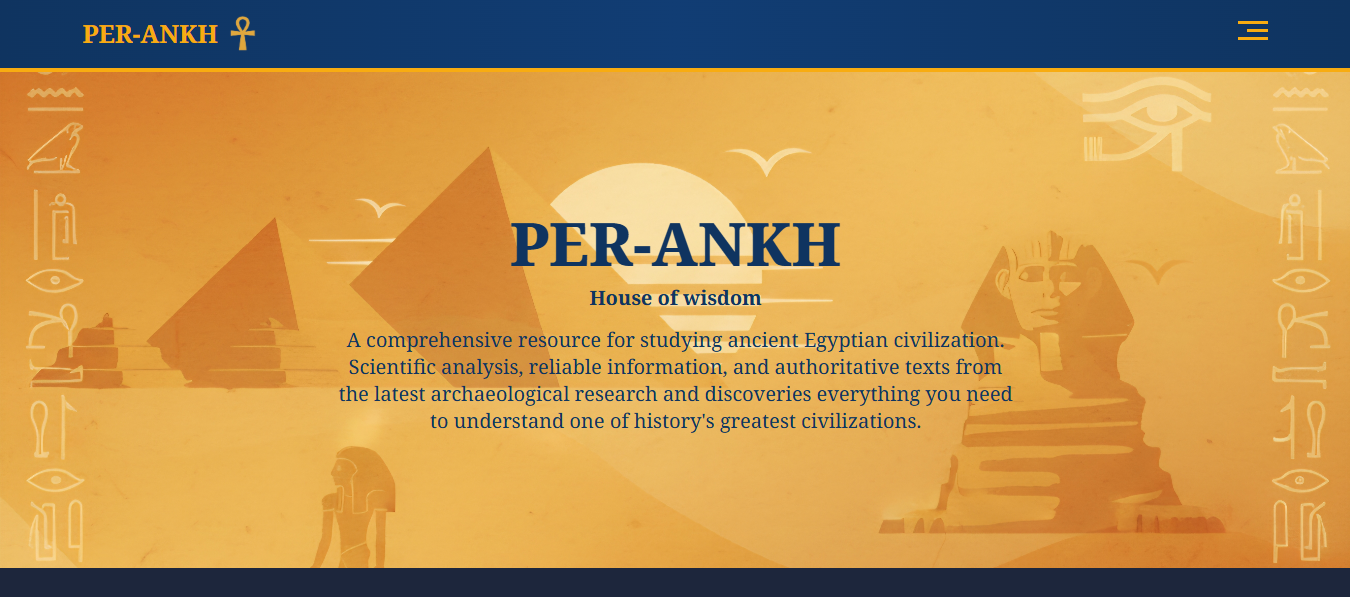 PER-ANKH
PER-ANKH
House of wisdom
A comprehensive resource for studying ancient Egyptian civilization.
Scientific analysis, reliable information, and authoritative texts from
the latest archaeological research and discoveries everything you need
to understand one of history's greatest civilizations.